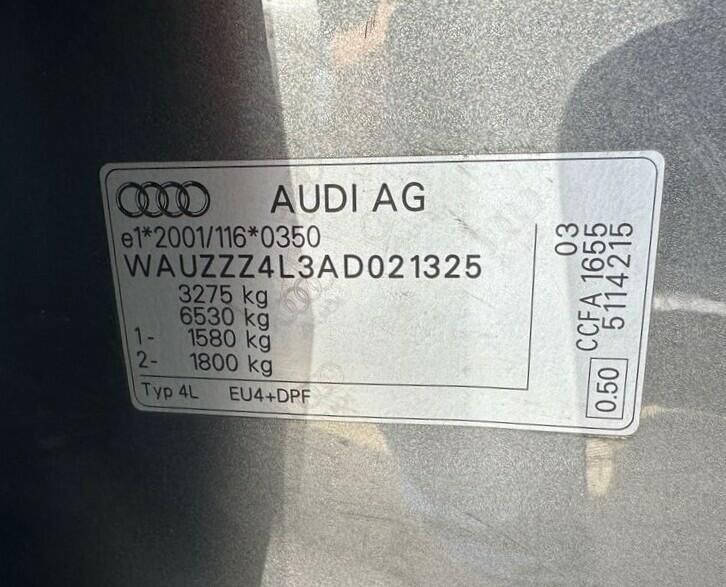 AUDI AG
e1*2001/116*0350
WAUZZZ4L3AD021325
3275 kg
6530 kg
1- 1580 kg
2- 1800 kg
Typ 4L EU4+DPF
03
CCFA 1655
5114215
0.50